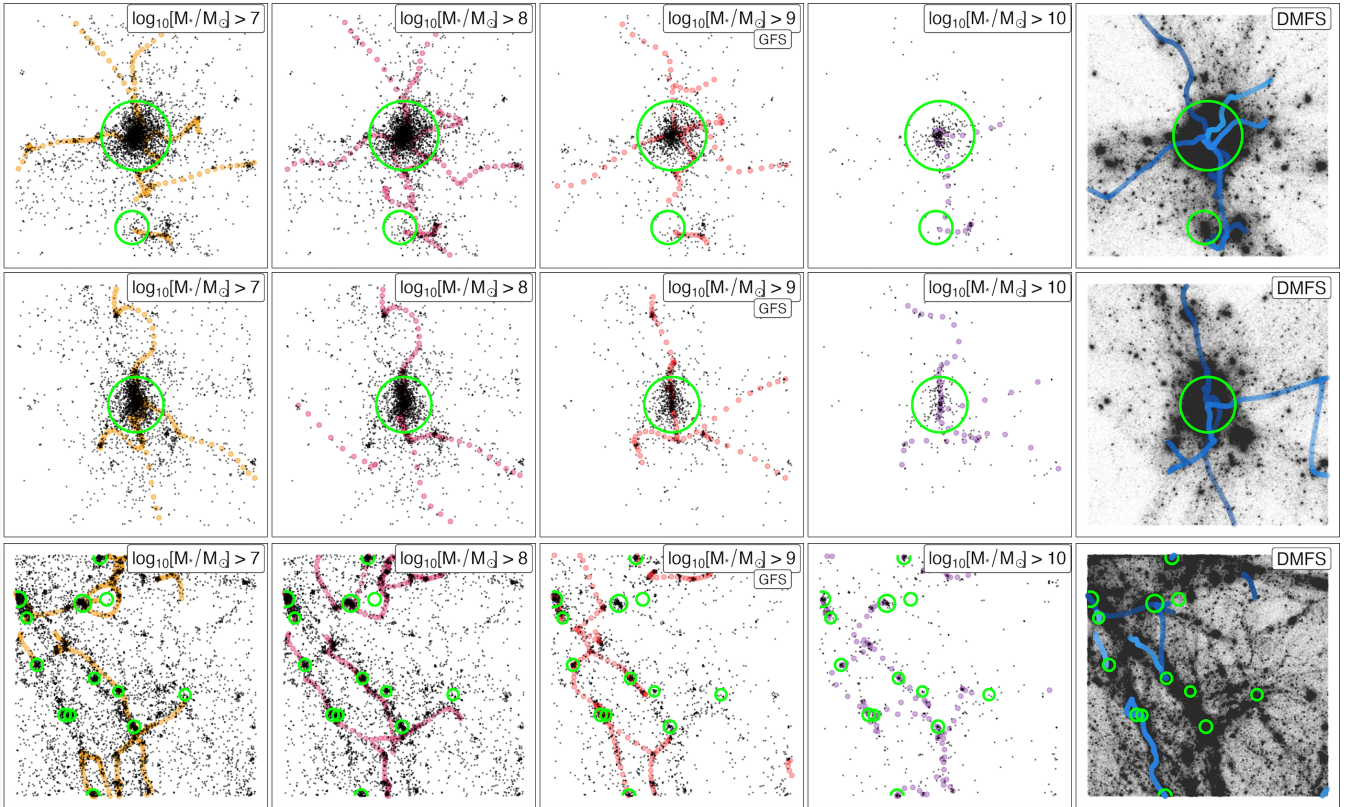 log₁₀[M*/M☉] > 7
log₁₀[M*/M☉] > 8
log₁₀[M*/M☉] > 9
GFS
log₁₀[M*/M☉] > 10
DMFS
log₁₀[M*/M☉] > 7
log₁₀[M*/M☉] > 8
log₁₀[M*/M☉] > 9
GFS
log₁₀[M*/M☉] > 10
DMFS
log₁₀[M*/M☉] > 7
log₁₀[M*/M☉] > 8
log₁₀[M*/M☉] > 9
GFS
log₁₀[M*/M☉] > 10
DMFS